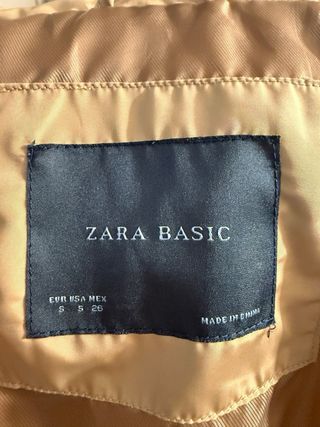 ZARA BASIC
EUR USA MEX
S S 26
MADE IN CHINA